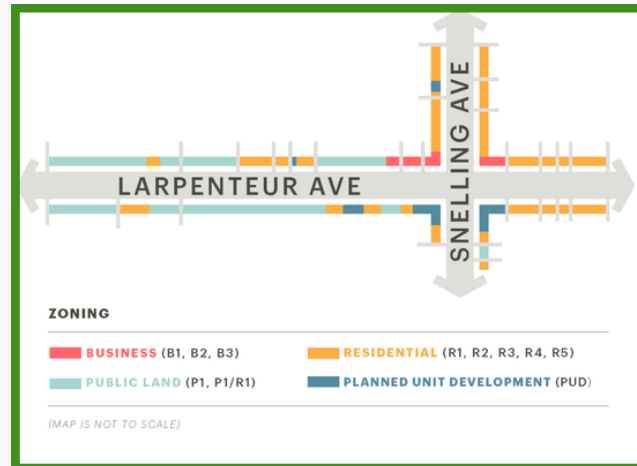 SNELLING AVE
LARPENTEUR AVE
ZONING
BUSINESS (B1, B2, B3)
RESIDENTIAL (R1, R2, R3, R4, R5)
PUBLIC LAND (P1, P1/R1)
PLANNED UNIT DEVELOPMENT (PUD)
(MAP IS NOT TO SCALE)